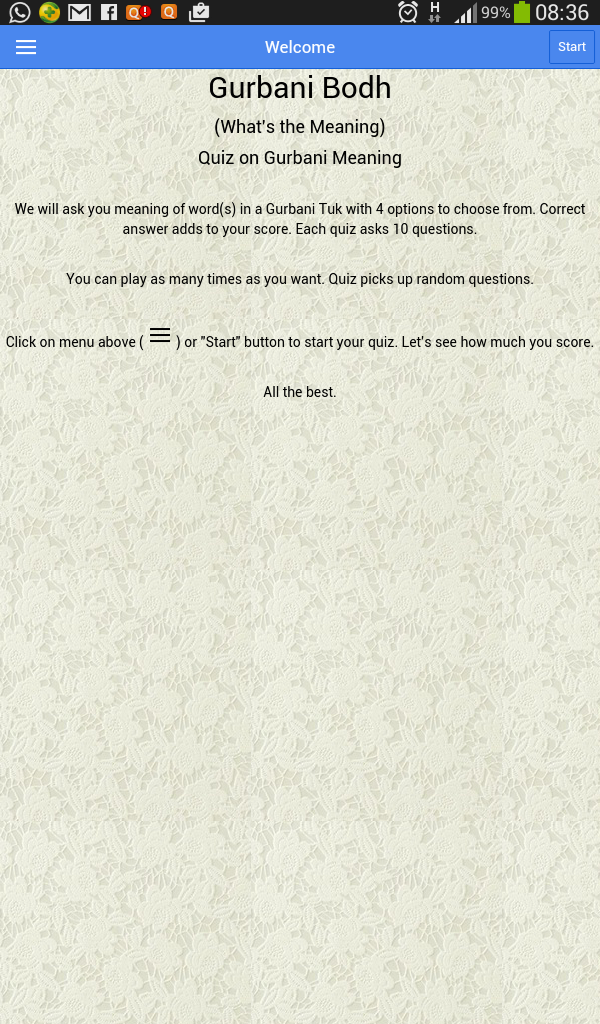 99% 08:36
Welcome
Start
Gurbani Bodh
(What's the Meaning)
Quiz on Gurbani Meaning
We will ask you meaning of word(s) in a Gurbani Tuk with 4 options to choose from. Correct
answer adds to your score. Each quiz asks 10 questions.
You can play as many times as you want. Quiz picks up random questions.
Click on menu above ( ) or "Start" button to start your quiz. Let's see how much you score.
All the best.